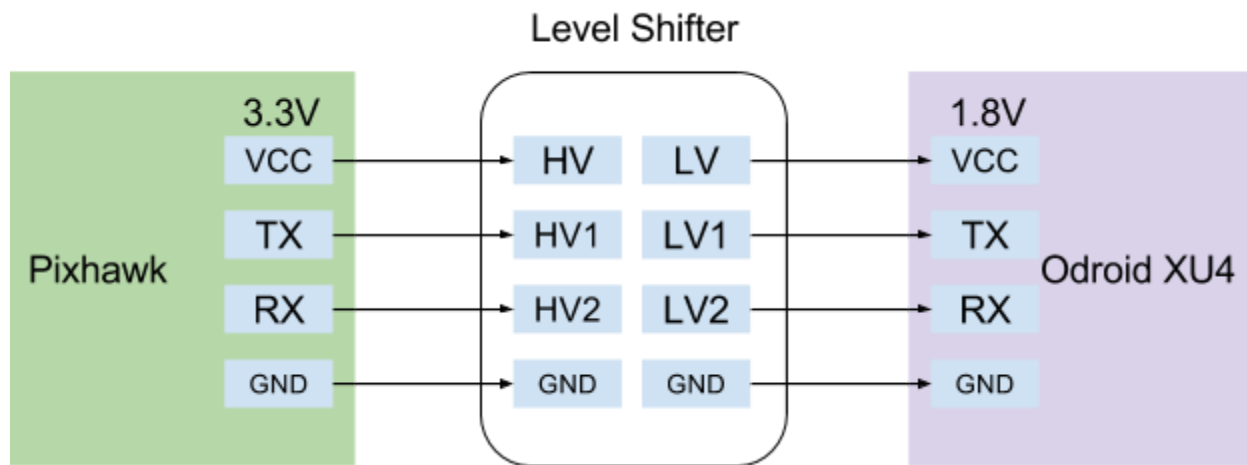 Level Shifter
3.3V
1.8V
VCC
HV
LV
VCC
TX
HV1
LV1
TX
Pixhawk
Odroid XU4
RX
HV2
LV2
RX
GND
GND
GND
GND